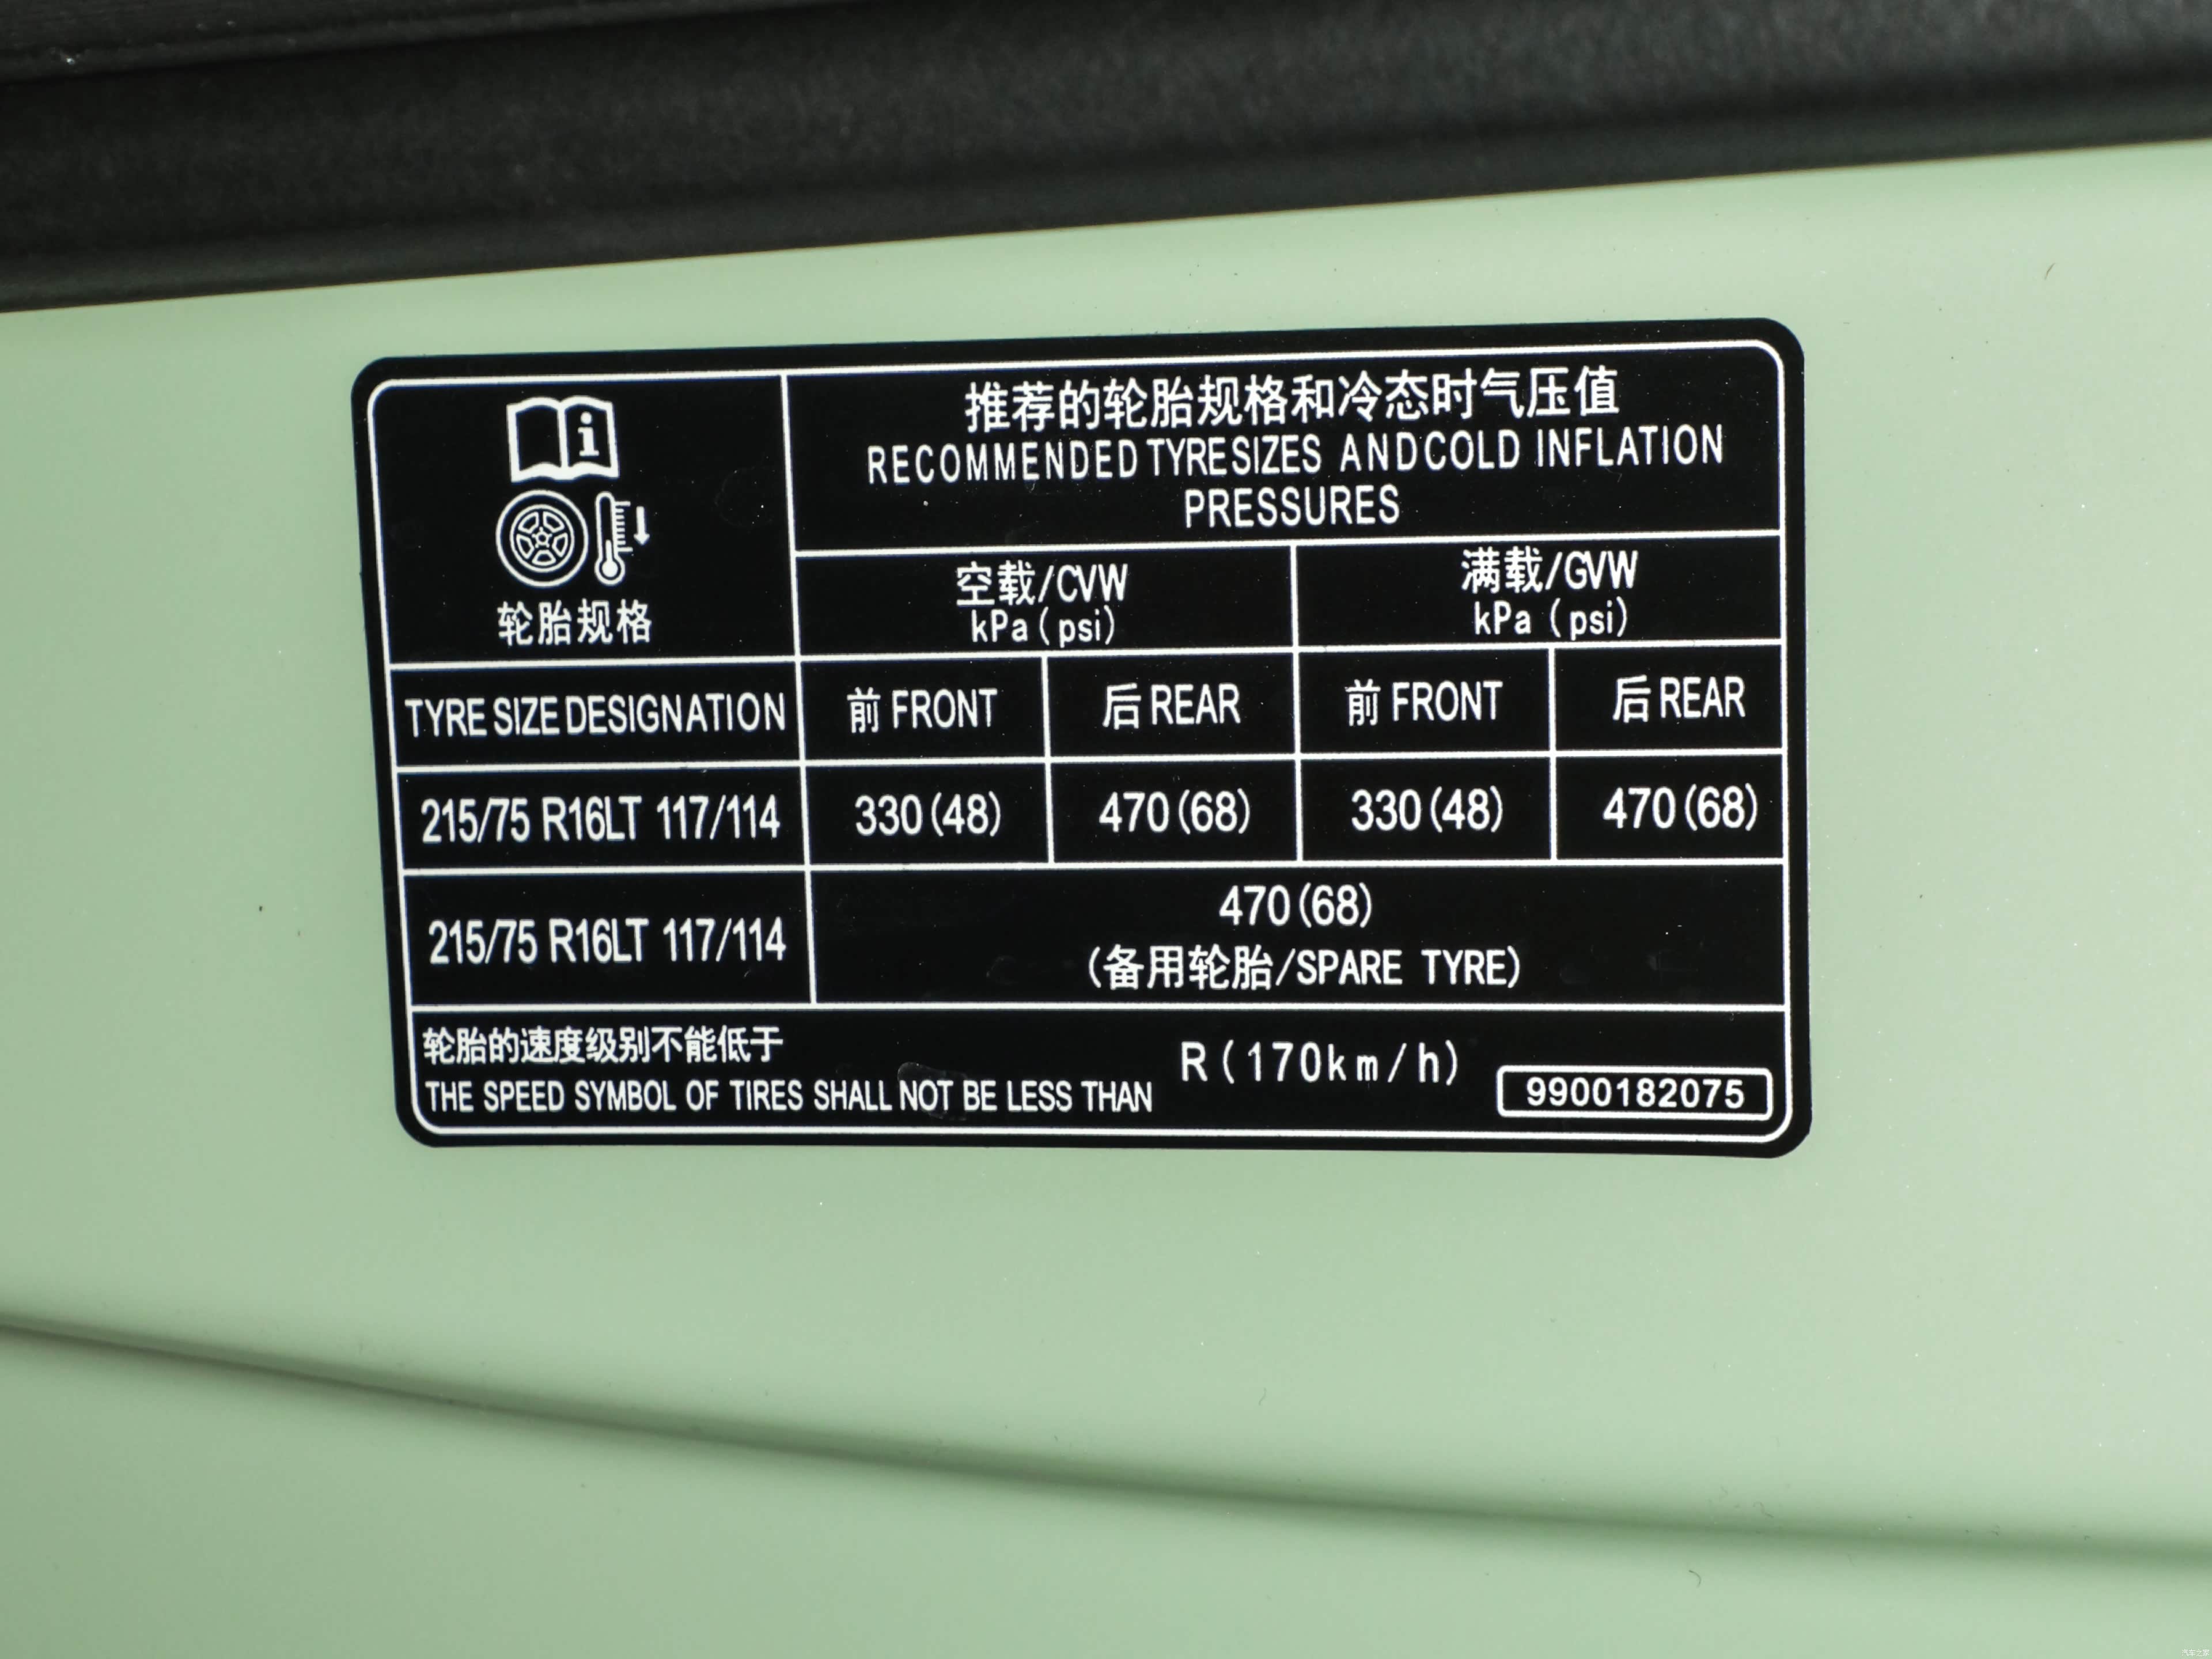 推荐的轮胎规格和冷态时气压值
RECOMMENDED TYRESIZES ANDCOLD INFLATION
PRESSURES
轮胎规格
空载/CVW
kPa (psi)
满载/GVW
kPa (psi)
TYRE SIZE DESIGNATION
前 FRONT
后 REAR
前 FRONT
后 REAR
215/75 R16LT 117/114
330(48)
470(68)
330(48)
470(68)
215/75 R16LT 117/114
470(68)
(备用轮胎/SPARE TYRE)
轮胎的速度级别不能低于
THE SPEED SYMBOL OF TIRES SHALL NOT BE LESS THAN
R(170km/h)
9900182075
汽车之家